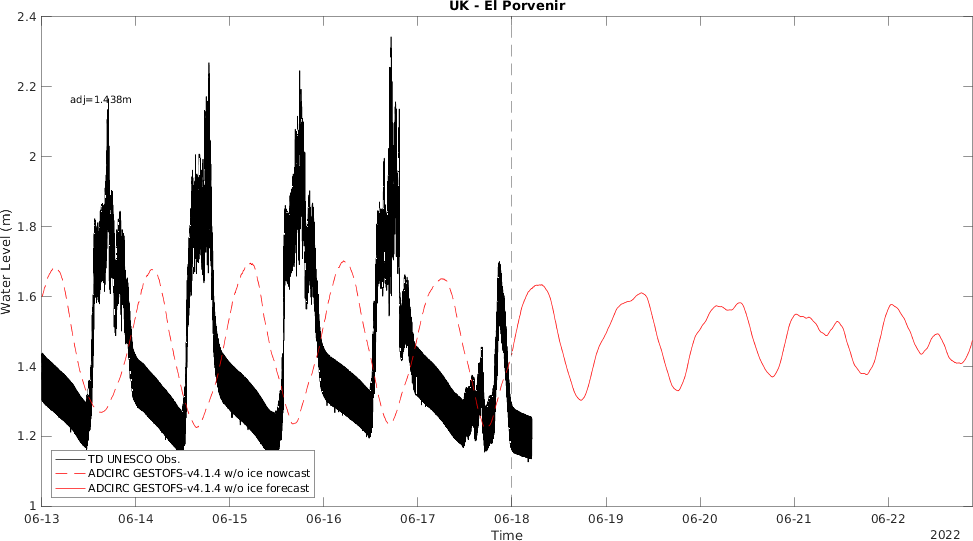 UK - El Porvenir
2.4
2.2
2
1.8
1.6
1.4
1.2
1
Water Level (m)
adj=1.438m
TD UNESCO Obs.
ADCIRC GESTOFS-v4.1.4 w/o ice nowcast
ADCIRC GESTOFS-v4.1.4 w/o ice forecast
06-13 06-14 06-15 06-16 06-17 06-18 06-19 06-20 06-21 06-22
Time
2022